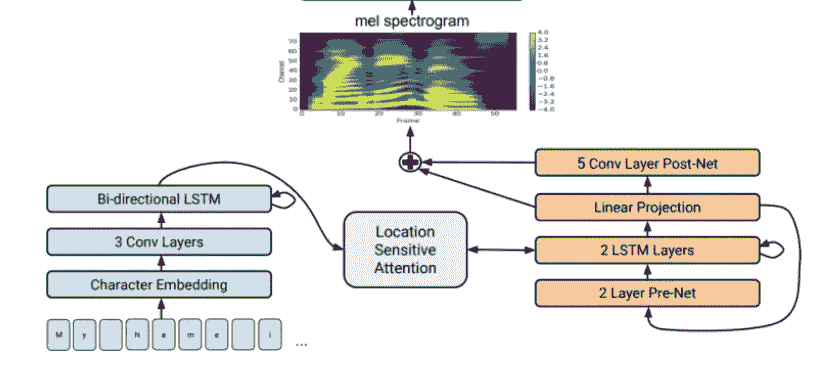 mel spectrogram
Channel
70
60
50
40
30
20
10
0
0 10 20 30 40 50
Frame
4.0
3.2
2.4
1.6
0.8
0.0
−0.8
−1.6
−2.4
−3.2
−4.0
5 Conv Layer Post-Net
Bi-directional LSTM
Linear Projection
Location
Sensitive
Attention
3 Conv Layers
2 LSTM Layers
Character Embedding
2 Layer Pre-Net
M y N a m e i ...